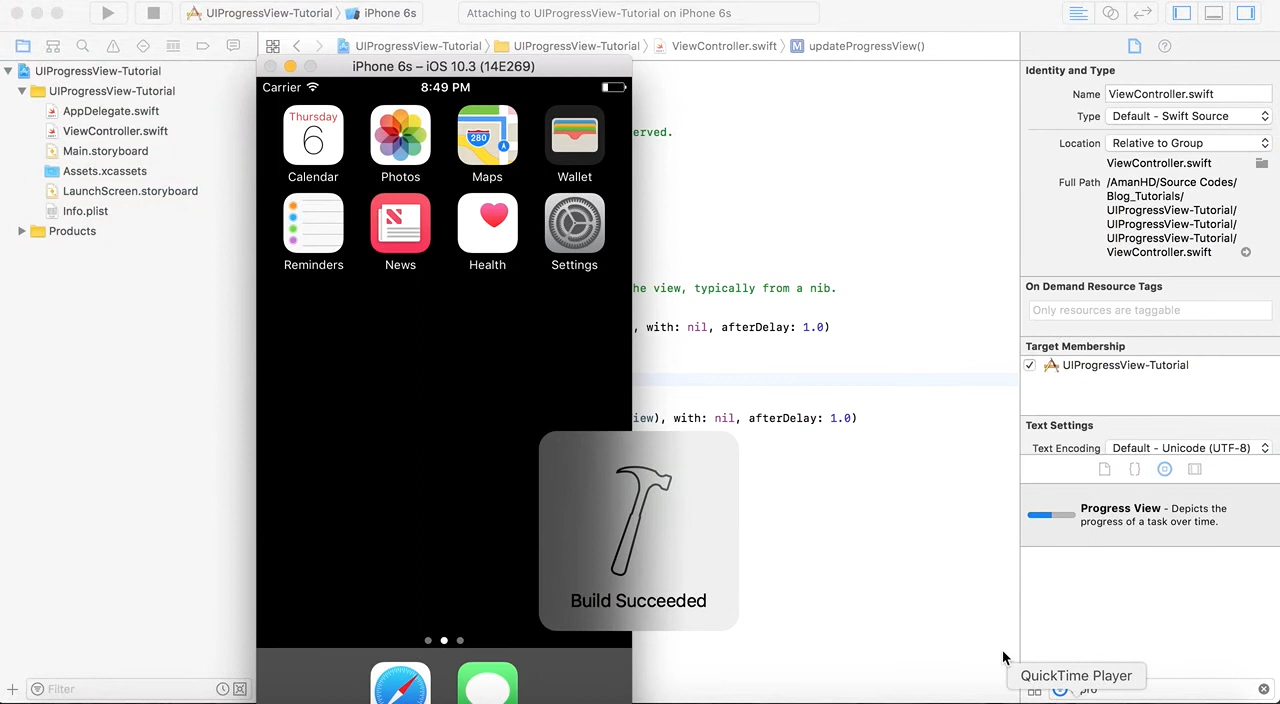 UIProgressView-Tutorial
iPhone 6s
Attaching to UIProgressView-Tutorial on iPhone 6s
UIProgressView-Tutorial
UIProgressView-Tutorial
ViewController.swift
M
updateProgressView()
UIProgressView-Tutorial
UIProgressView-Tutorial
AppDelegate.swift
ViewController.swift
Main.storyboard
Assets.xcassets
LaunchScreen.storyboard
Info.plist
Products
Filter
iPhone 6s – iOS 10.3 (14E269)
Carrier
8:49 PM
Thursday
6
280
Calendar
Photos
Maps
Wallet
Reminders
News
Health
Settings
erved.
he view, typically from a nib.
, with: nil, afterDelay: 1.0)
iew), with: nil, afterDelay: 1.0)
Build Succeeded
Identity and Type
Name
ViewController.swift
Type
Default - Swift Source
Location
Relative to Group
ViewController.swift
Full Path
/AmanHD/Source Codes/
Blog_Tutorials/
UIProgressView-Tutorial/
UIProgressView-Tutorial/
UIProgressView-Tutorial/
ViewController.swift
On Demand Resource Tags
Only resources are taggable
Target Membership
UIProgressView-Tutorial
Text Settings
Text Encoding
Default - Unicode (UTF-8)
Progress View - Depicts the
progress of a task over time.
QuickTime Player
pro